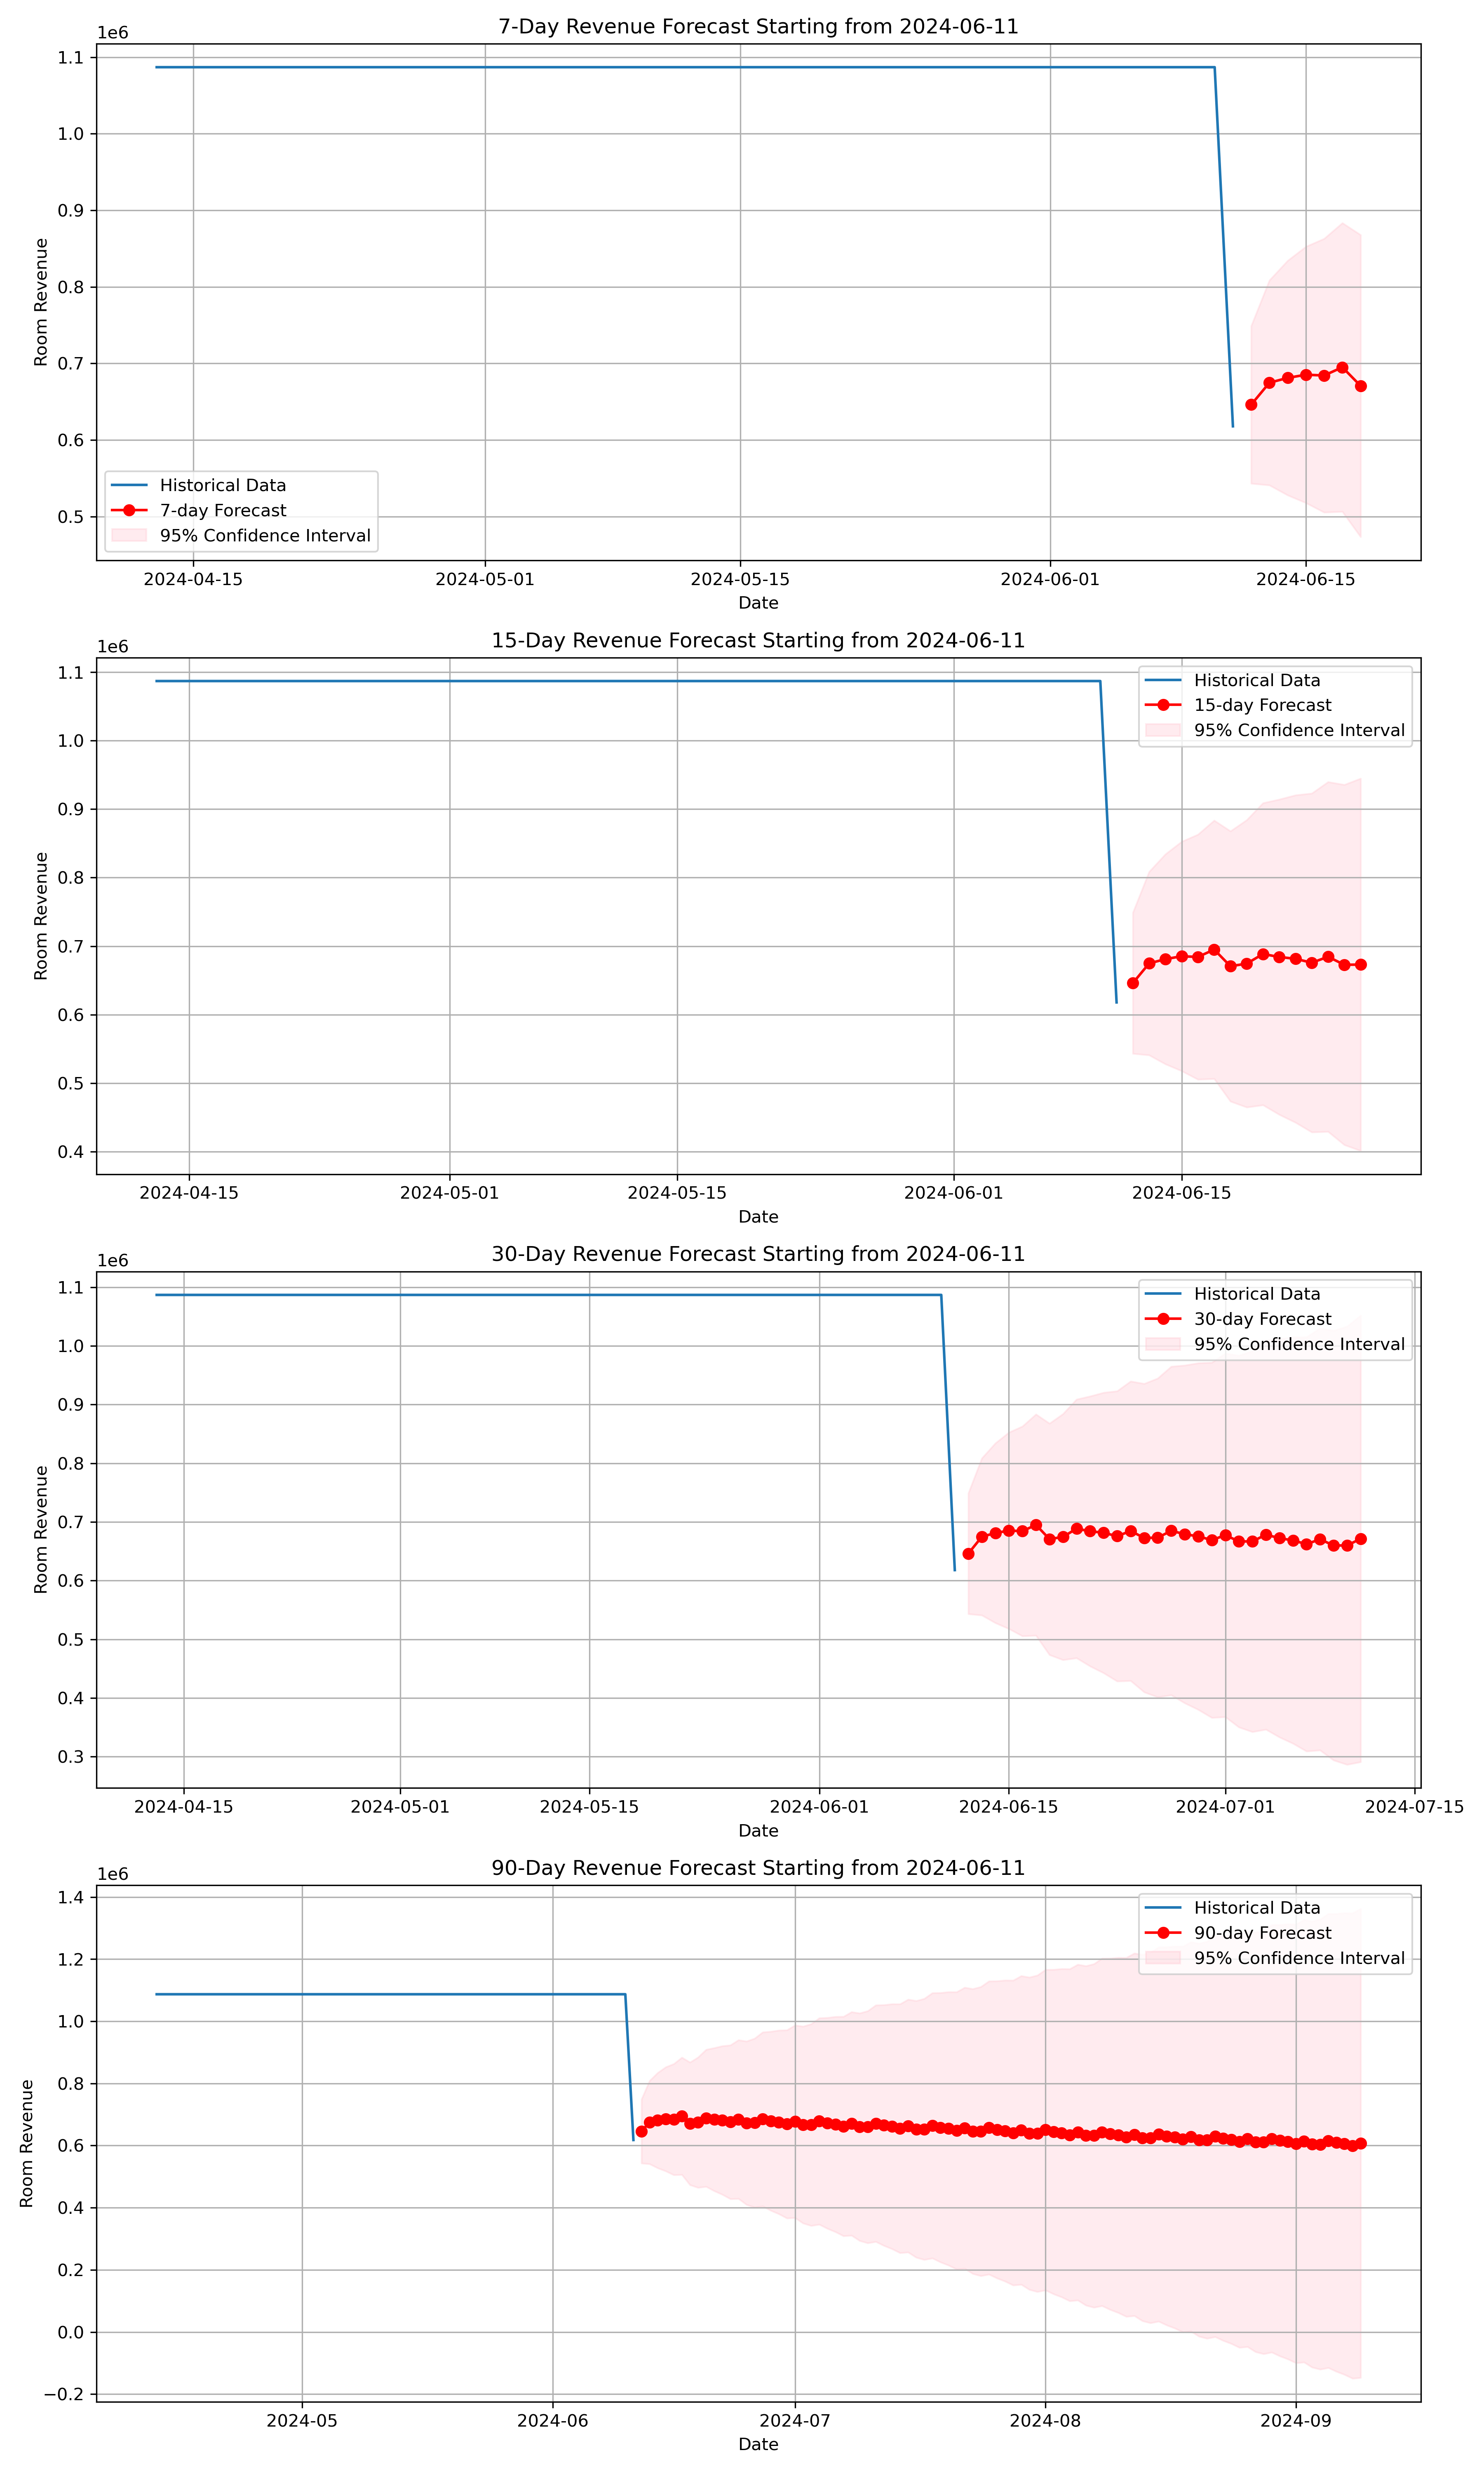 7-Day Revenue Forecast Starting from 2024-06-11
1e6
1.1
1.0
0.9
0.8
0.7
0.6
0.5
Room Revenue
Historical Data
7-day Forecast
95% Confidence Interval
2024-04-15 2024-05-01 2024-05-15 2024-06-01 2024-06-15
Date
15-Day Revenue Forecast Starting from 2024-06-11
1e6
1.1
1.0
0.9
0.8
0.7
0.6
0.5
0.4
Room Revenue
Historical Data
15-day Forecast
95% Confidence Interval
2024-04-15 2024-05-01 2024-05-15 2024-06-01 2024-06-15
Date
30-Day Revenue Forecast Starting from 2024-06-11
1e6
1.1
1.0
0.9
0.8
0.7
0.6
0.5
0.4
0.3
Room Revenue
Historical Data
30-day Forecast
95% Confidence Interval
2024-04-15 2024-05-01 2024-05-15 2024-06-01 2024-06-15 2024-07-01 2024-07-15
Date
90-Day Revenue Forecast Starting from 2024-06-11
1e6
1.4
1.2
1.0
0.8
0.6
0.4
0.2
0.0
−0.2
Room Revenue
Historical Data
90-day Forecast
95% Confidence Interval
2024-05 2024-06 2024-07 2024-08 2024-09
Date